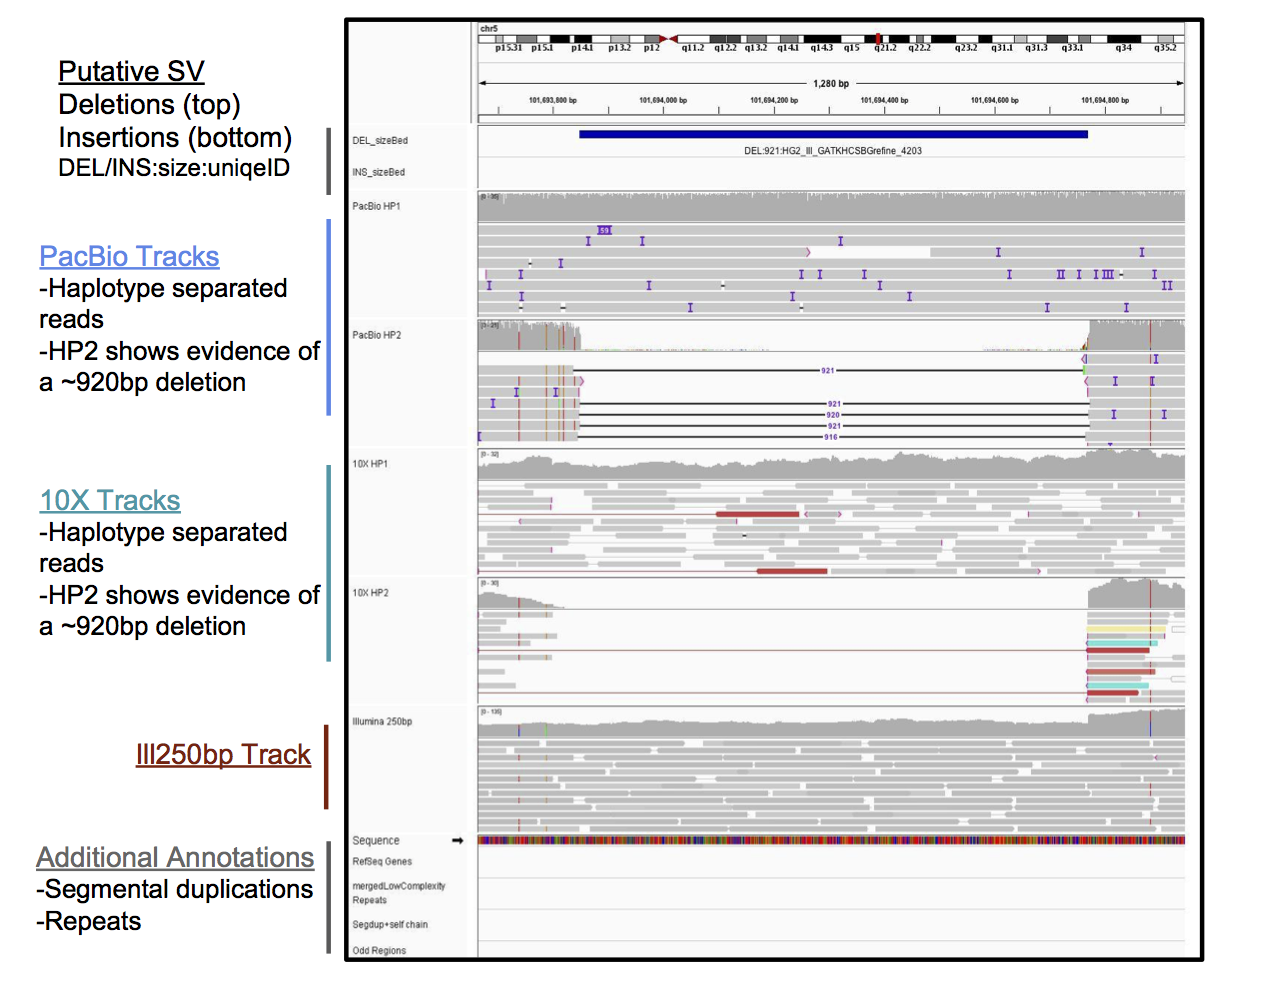 Putative SV
Deletions (top)
Insertions (bottom)
DEL/INS:size:uniqeID
PacBio Tracks
-Haplotype separated
reads
-HP2 shows evidence of
a ~920bp deletion
10X Tracks
-Haplotype separated
reads
-HP2 shows evidence of
a ~920bp deletion
Ill250bp Track
Additional Annotations
-Segmental duplications
-Repeats
chr5
p15.31 p15.1 p14.1 p13.2 p12 q11.2 q12.2 q13.2 q14.1 q14.3 q15 q21.2 q22.2 q23.2 q31.1 q31.3 q33.1 q34 q35.2
1,280 bp
101,693,800 bp 101,694,000 bp 101,694,200 bp 101,694,400 bp 101,694,600 bp 101,694,800 bp
DEL_sizeBed
DEL:921:HG2_Ill_GATKHCSBGrefine_4203
INS_sizeBed
PacBio HP1
59
PacBio HP2
921
921
920
921
916
10X HP1
[0 - 32]
10X HP2
[0 - 30]
Illumina 250bp
[0 - 135]
Sequence
RefSeq Genes
mergedLowComplexity
Repeats
Segdup+self chain
Odd Regions